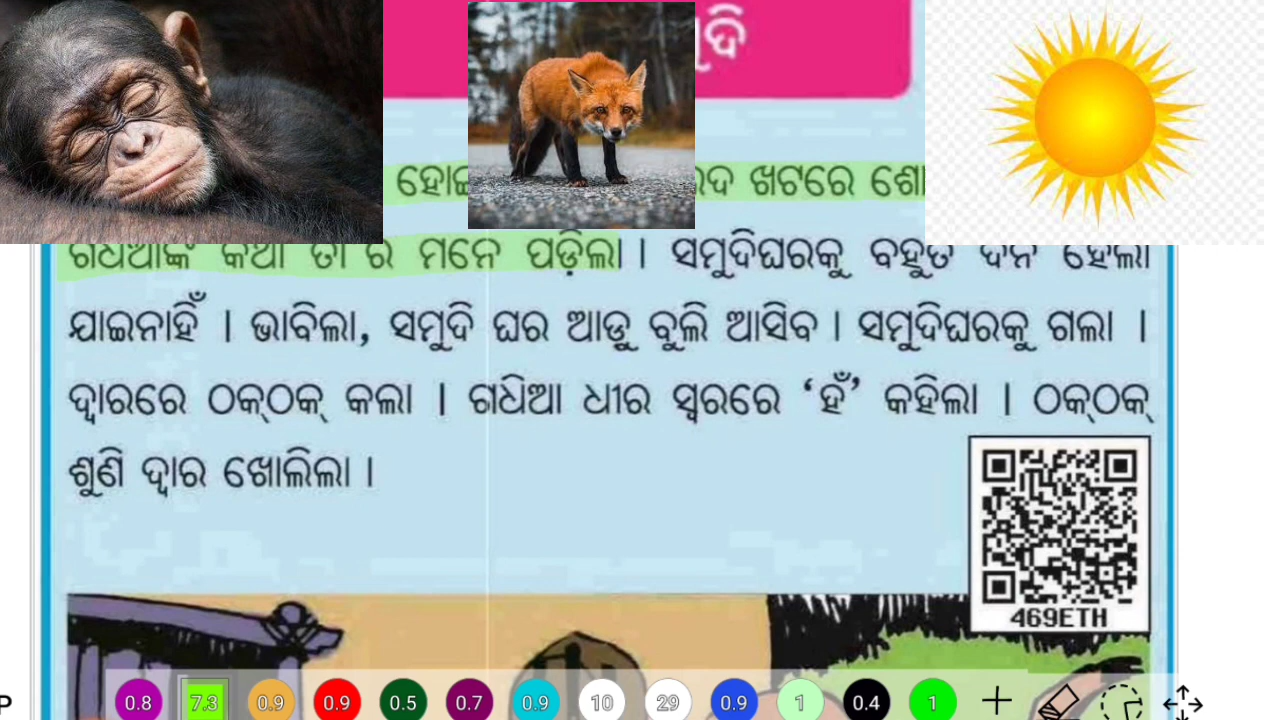 ଖଟରେ
ଗଧିଆଙ୍କ କଥା ତା'ର ମନେ ପଡ଼ିଲା । ସମୁଦିଘରକୁ ବହୁତ ଦିନ ହେଲା
ଯାଇନାହିଁ । ଭାବିଲା, ସମୁଦି ଘର ଆଡ଼ୁ ବୁଲି ଆସିବ । ସମୁଦିଘରକୁ ଗଲା ।
ଦ୍ୱାରରେ ଠକ୍‌ଠକ୍ କଲା । ଗଧିଆ ଧୀର ସ୍ୱରରେ ‘ହଁ’ କହିଲା । ଠକ୍‌ଠକ୍
ଶୁଣି ଦ୍ୱାର ଖୋଲିଲା ।
469ETH
P 0.8 7.3 0.9 0.9 0.5 0.7 0.9 10 29 0.9 1 0.4 1